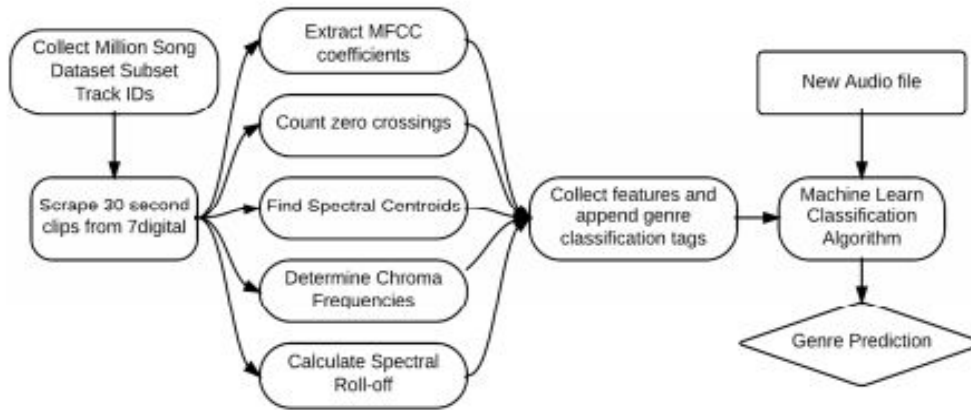 Collect Million Song
Dataset Subset
Track IDs
Scrape 30 second
clips from 7digital
Extract MFCC
coefficients
Count zero crossings
Find Spectral Centroids
Determine Chroma
Frequencies
Calculate Spectral
Roll-off
Collect features and
append genre
classification tags
New Audio file
Machine Learn
Classification
Algorithm
Genre Prediction